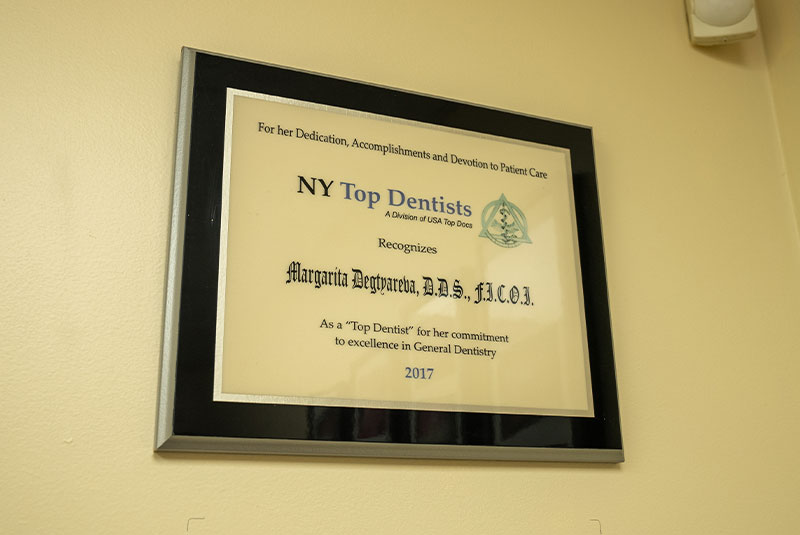 For her Dedication, Accomplishments and Devotion to Patient Care
NY Top Dentists
A Division of USA Top Docs
Recognizes
Margarita Degtyareva, D.D.S., F.I.C.O.I.
As a “Top Dentist” for her commitment
to excellence in General Dentistry
2017